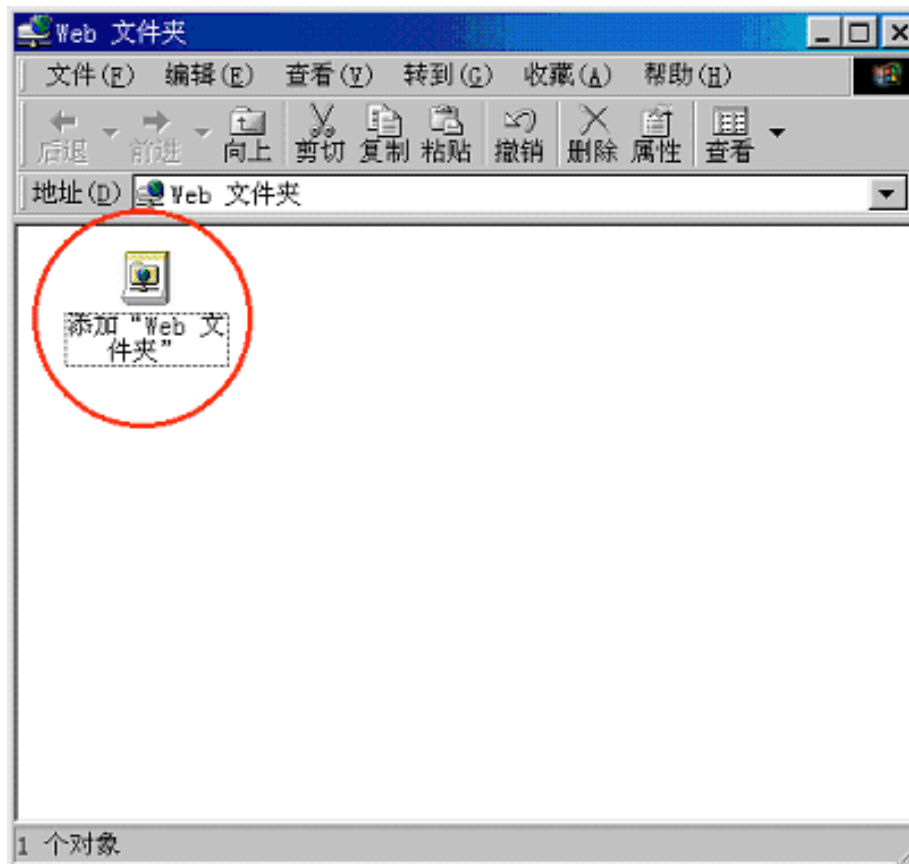 Web 文件夹
文件(F) 编辑(E) 查看(V) 转到(G) 收藏(A) 帮助(H)
后退 前进 向上 剪切 复制 粘贴 撤销 删除 属性 查看
地址(D) Web 文件夹
添加“Web 文
件夹”
1 个对象